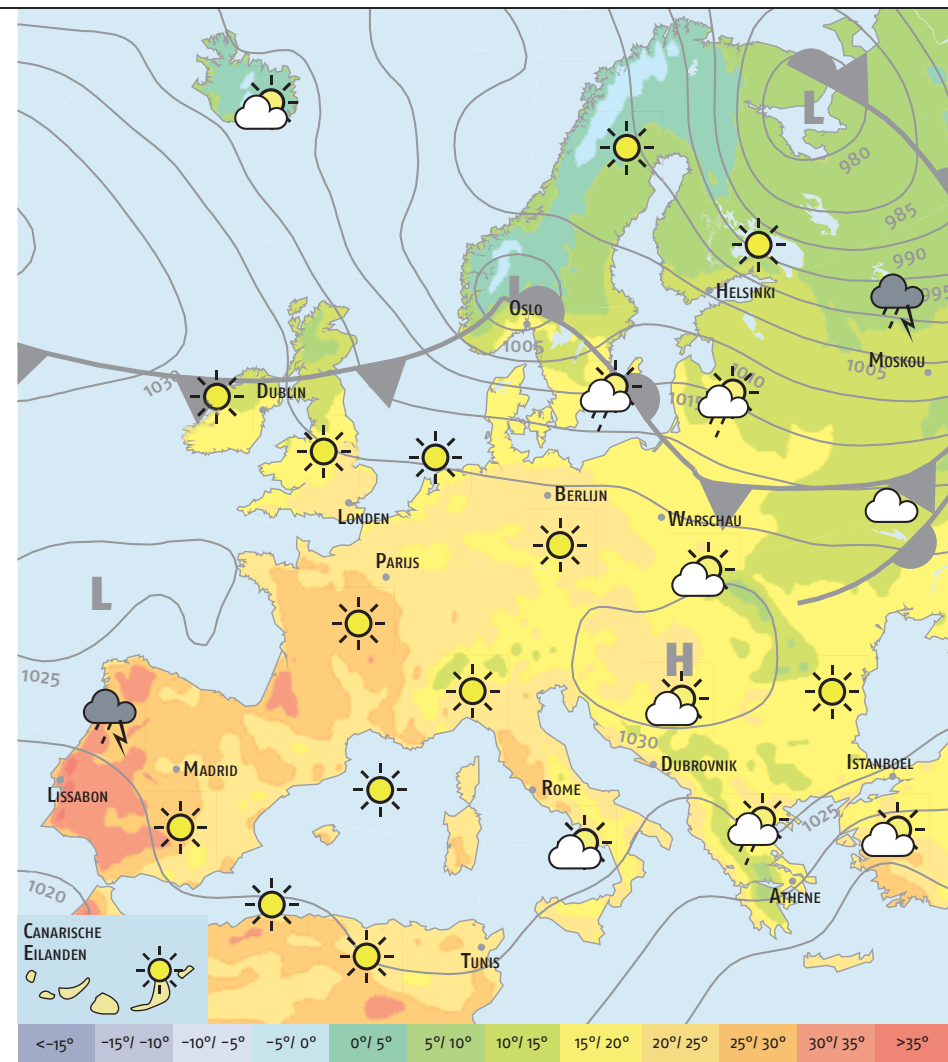 L
980
985
990
995
L
Oslo
Helsinki
1005
Moskou
1005
1030
Dublin
1010
1015
Berlijn
Londen
Warschau
Parijs
L
H
1025
1030
Madrid
Dubrovnik
Istanboel
Lissabon
Rome
1025
1020
Athene
Canarische
Eilanden
Tunis
<-15° -15°/ -10° -10°/ -5° -5°/ 0° 0°/ 5° 5°/ 10° 10°/ 15° 15°/ 20° 20°/ 25° 25°/ 30° 30°/ 35° >35°